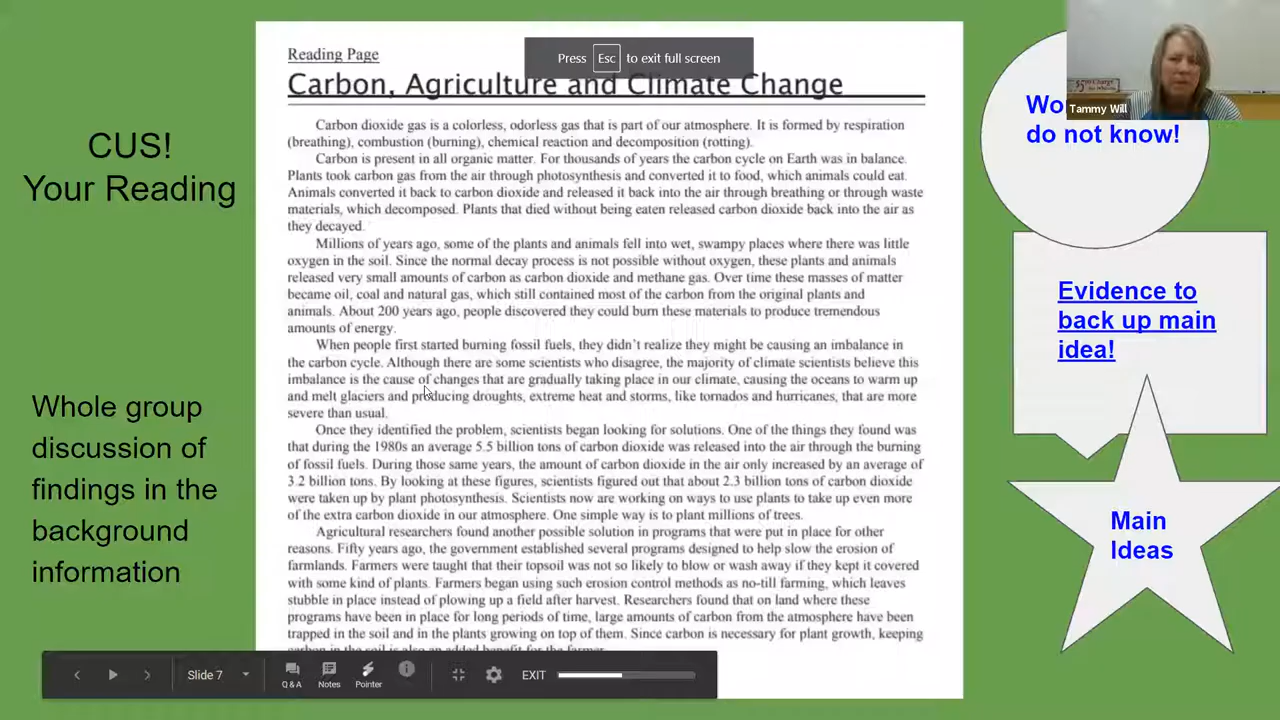 Reading Page
Press Esc to exit full screen
Carbon, Agriculture and Climate Change
Carbon dioxide gas is a colorless, odorless gas that is part of our atmosphere. It is formed by respiration
(breathing), combustion (burning), chemical reaction and decomposition (rotting).
Carbon is present in all organic matter. For thousands of years the carbon cycle on Earth was in balance.
Plants took carbon gas from the air through photosynthesis and converted it to food, which animals could eat.
Animals converted it back to carbon dioxide and released it back into the air through breathing or through waste
materials, which decomposed. Plants that died without being eaten released carbon dioxide back into the air as
they decayed.
Millions of years ago, some of the plants and animals fell into wet, swampy places where there was little
oxygen in the soil. Since the normal decay process is not possible without oxygen, these plants and animals
released very small amounts of carbon as carbon dioxide and methane gas. Over time these masses of matter
became oil, coal and natural gas, which still contained most of the carbon from the original plants and
animals. About 200 years ago, people discovered they could burn these materials to produce tremendous
amounts of energy.
When people first started burning fossil fuels, they didn't realize they might be causing an imbalance in
the carbon cycle. Although there are some scientists who disagree, the majority of climate scientists believe this
imbalance is the cause of changes that are gradually taking place in our climate, causing the oceans to warm up
and melt glaciers and producing droughts, extreme heat and storms, like tornados and hurricanes, that are more
severe than usual.
Once they identified the problem, scientists began looking for solutions. One of the things they found was
that during the 1980s an average 5.5 billion tons of carbon dioxide was released into the air through the burning
of fossil fuels. During those same years, the amount of carbon dioxide in the air only increased by an average of
3.2 billion tons. By looking at these figures, scientists figured out that about 2.3 billion tons of carbon dioxide
were taken up by plant photosynthesis. Scientists now are working on ways to use plants to take up even more
of the extra carbon dioxide in our atmosphere. One simple way is to plant millions of trees.
Agricultural researchers found another possible solution in programs that were put in place for other
reasons. Fifty years ago, the government established several programs designed to help slow the erosion of
farmlands. Farmers were taught that their topsoil was not so likely to blow or wash away if they kept it covered
with some kind of plants. Farmers began using such erosion control methods as no-till farming, which leaves
stubble in place instead of plowing up a field after harvest. Researchers found that on land where these
programs have been in place for long periods of time, large amounts of carbon from the atmosphere have been
trapped in the soil and in the plants growing on top of them. Since carbon is necessary for plant growth, keeping
carbon in the soil is also an added benefit for the farmer.
CUS!
Your Reading
Whole group
discussion of
findings in the
background
information
Tammy Will
Wo
do not know!
Evidence to
back up main
idea!
Main
Ideas
Slide 7
Q & A
Notes
Pointer
EXIT